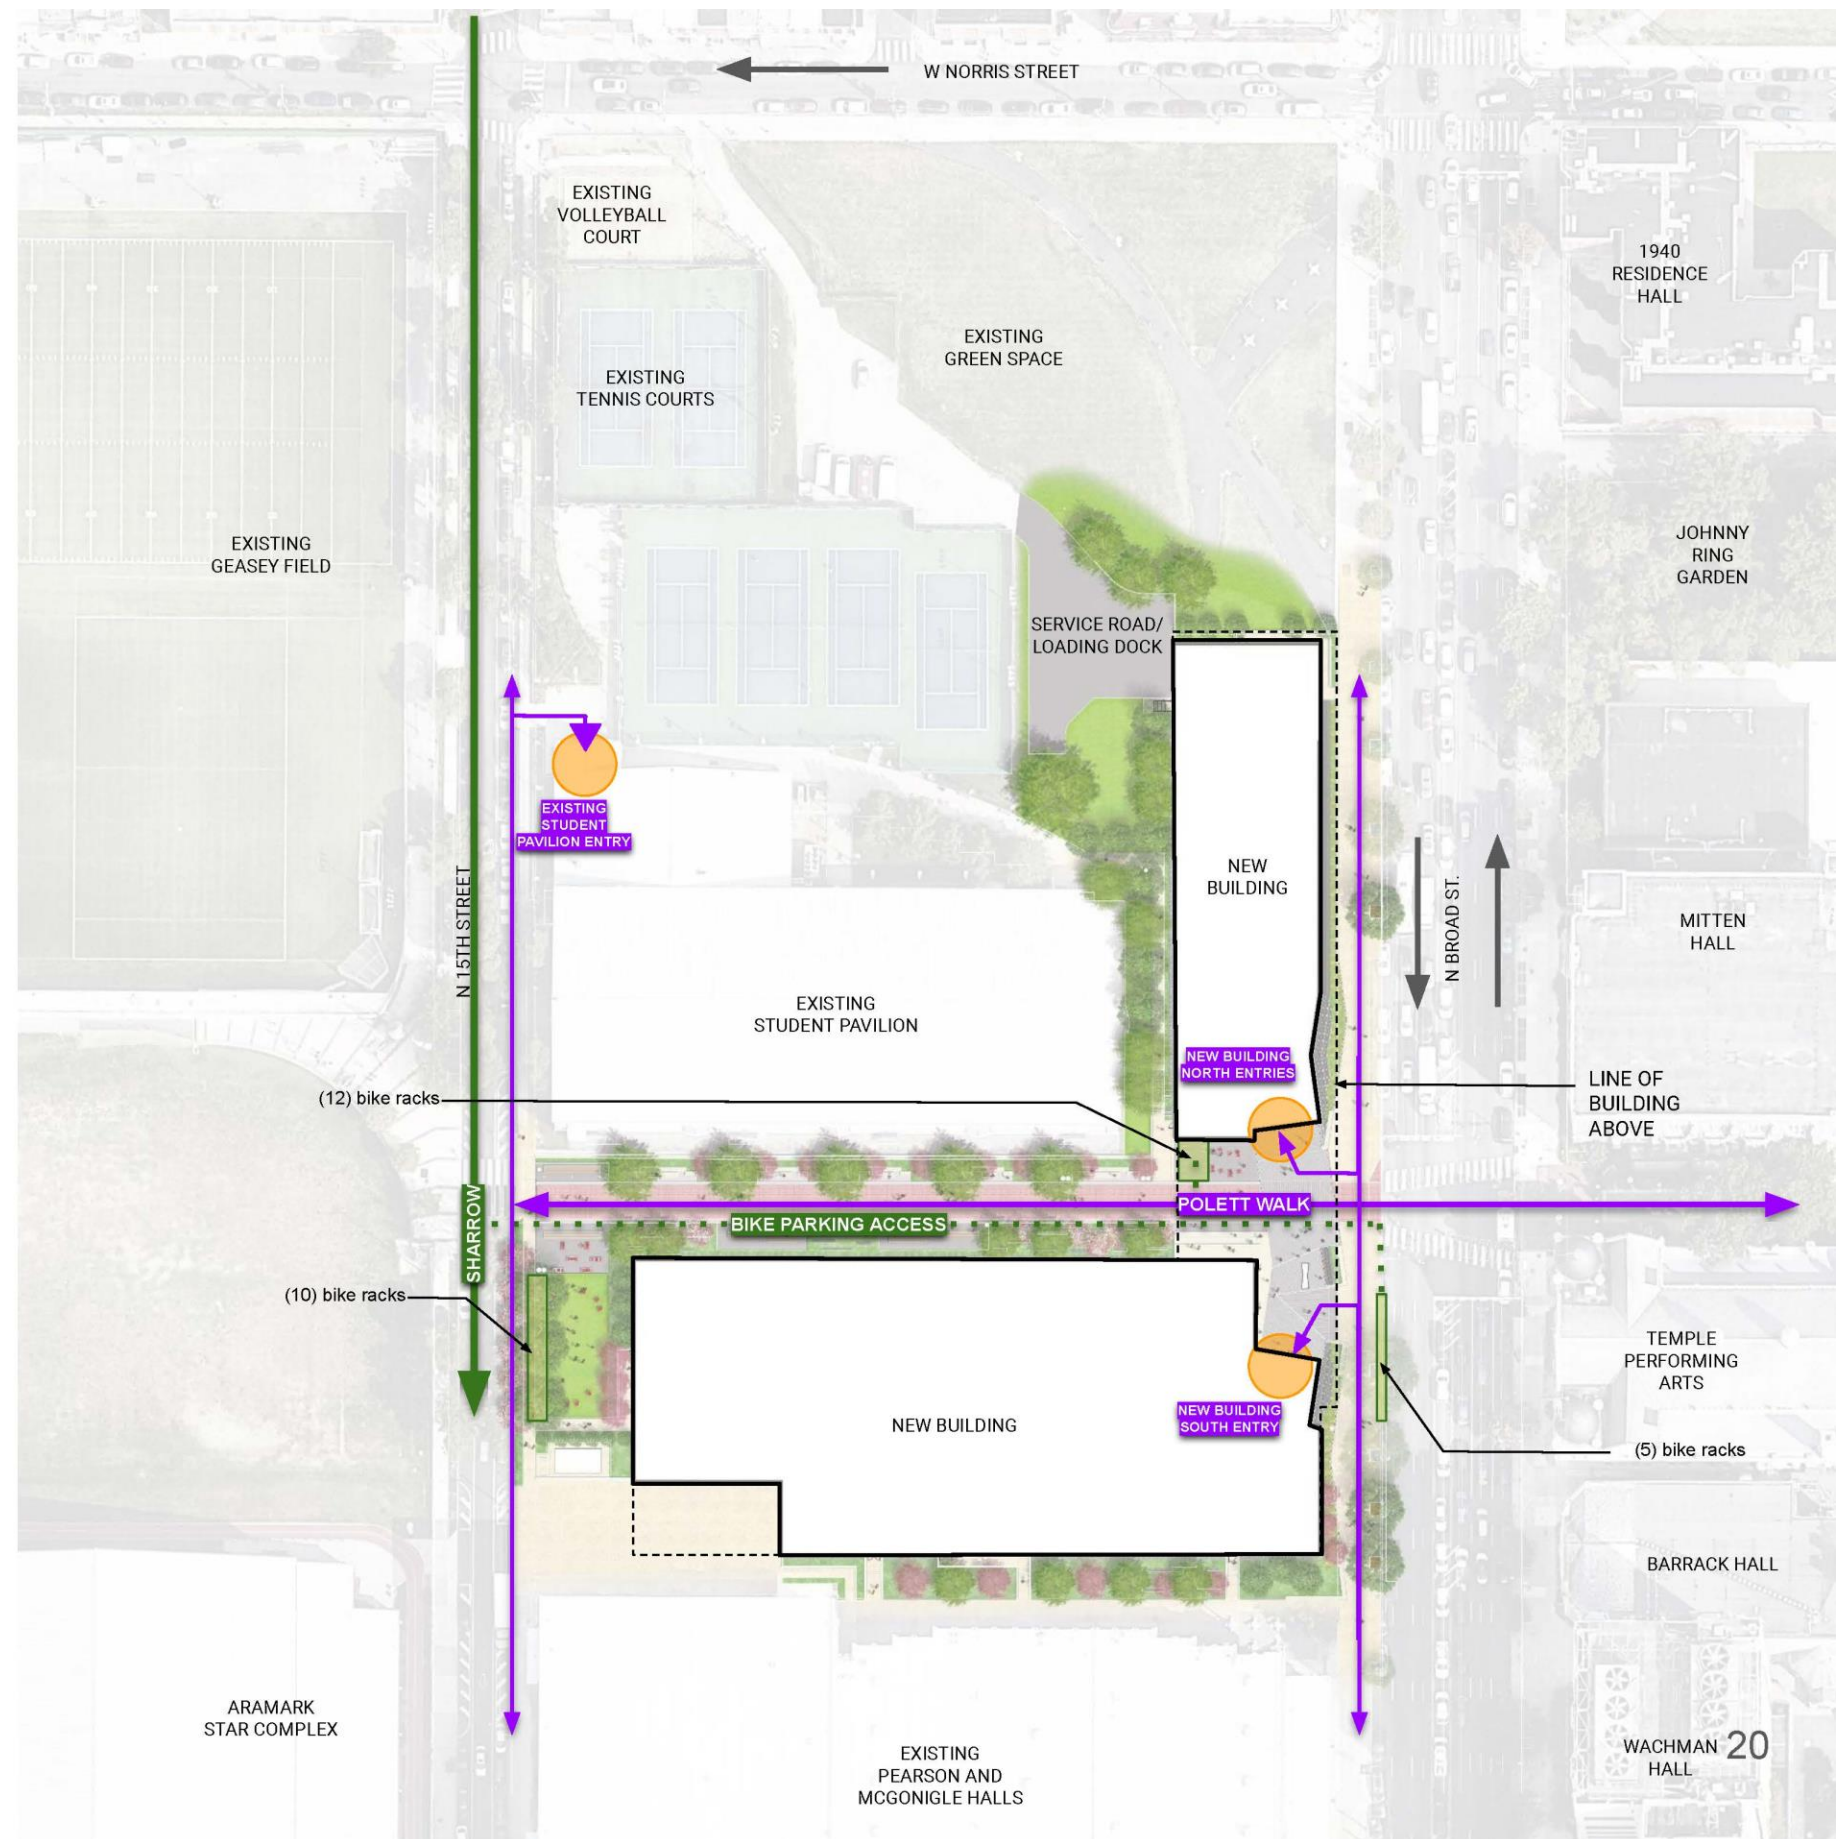 W NORRIS STREET
EXISTING
VOLLEYBALL
COURT
1940
RESIDENCE
HALL
EXISTING
GREEN SPACE
EXISTING
TENNIS COURTS
EXISTING
GEASEY FIELD
JOHNNY
RING
GARDEN
SERVICE ROAD/
LOADING DOCK
EXISTING
STUDENT
PAVILION ENTRY
NEW
BUILDING
N 15TH STREET
N BROAD ST.
MITTEN
HALL
EXISTING
STUDENT PAVILION
NEW BUILDING
NORTH ENTRIES
(12) bike racks
LINE OF
BUILDING
ABOVE
POLETT WALK
BIKE PARKING ACCESS
SHARROW
(10) bike racks
TEMPLE
PERFORMING
ARTS
NEW BUILDING
NEW BUILDING
SOUTH ENTRY
(5) bike racks
BARRACK HALL
ARAMARK
STAR COMPLEX
EXISTING
PEARSON AND
MCGONIGLE HALLS
WACHMAN
HALL
20